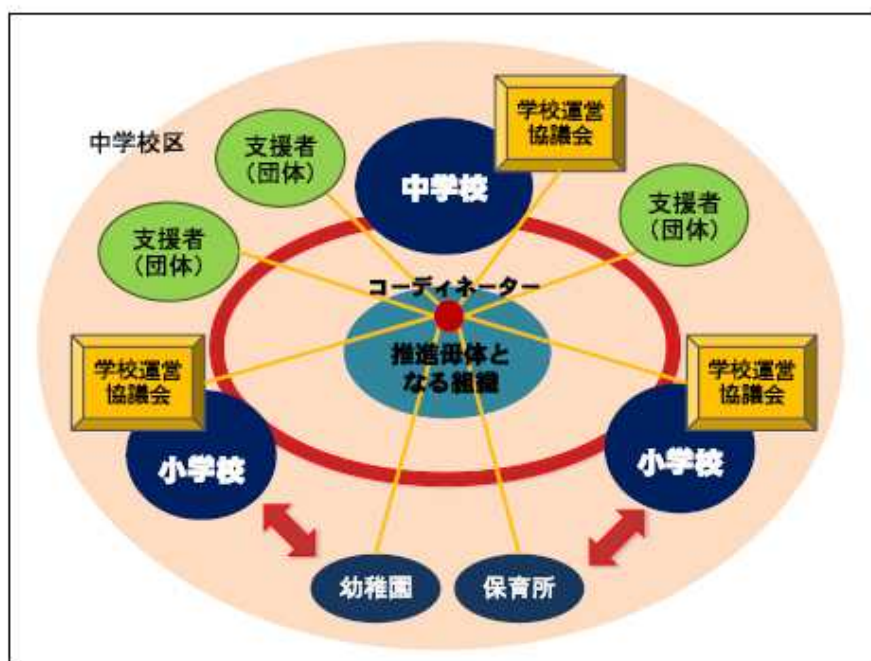 中学校区
支援者
(団体)
中学校
学校運営
協議会
支援者
(団体)
支援者
(団体)
コーディネーター
推進母体と
なる組織
学校運営
協議会
小学校
学校運営
協議会
小学校
幼稚園
保育所